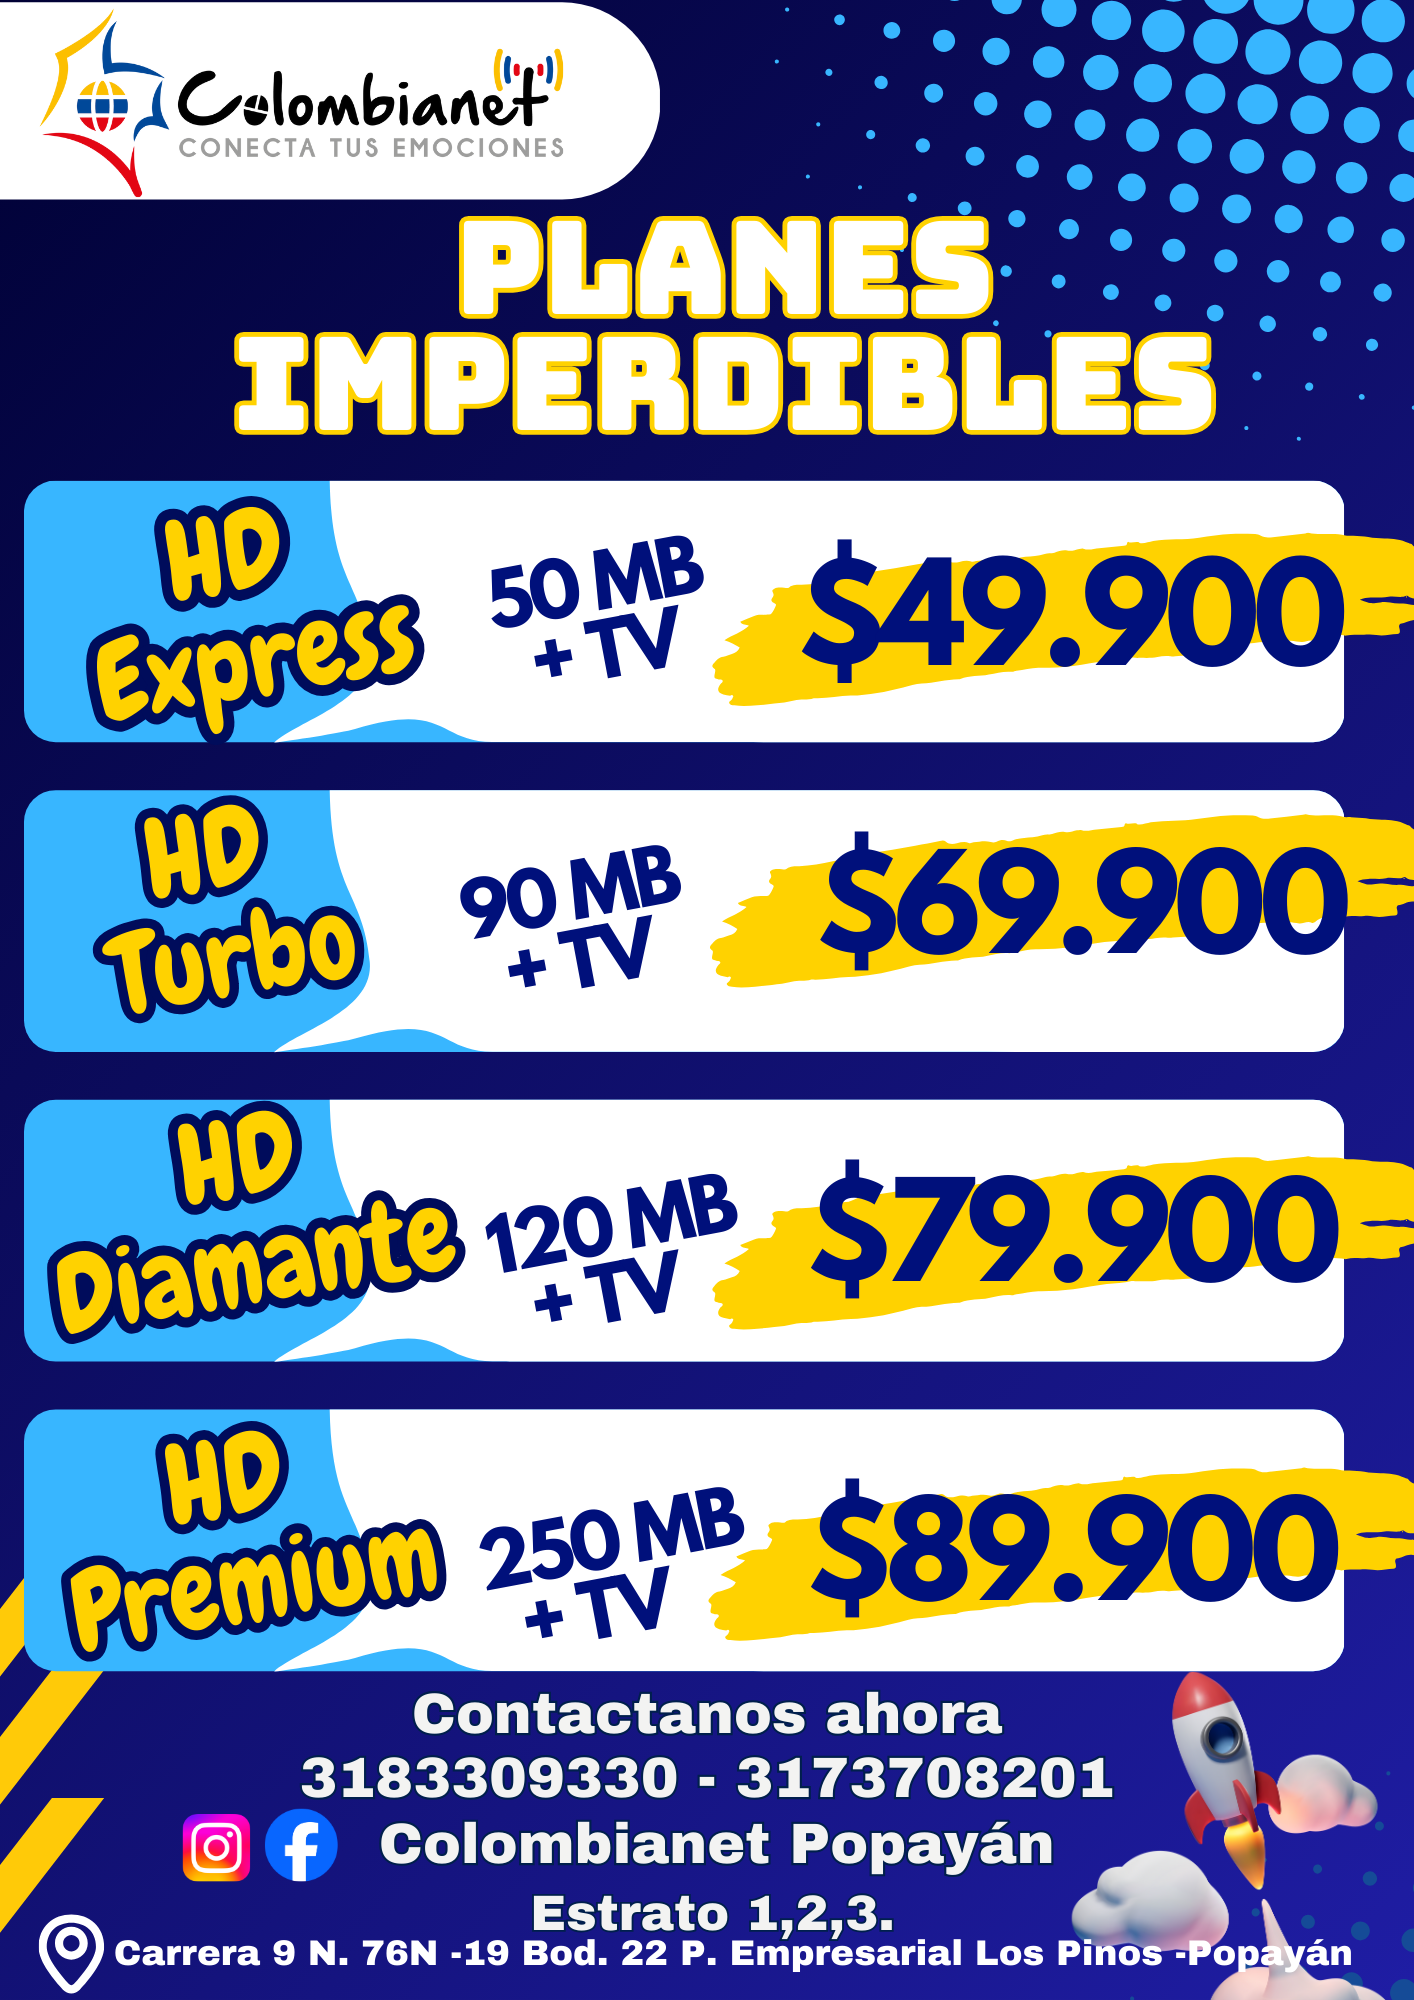 Colombianet
CONECTA TUS EMOCIONES
PLANES
IMPERDIBLES
HD
Express
50 MB
+ TV
$49.900
HD
Turbo
90 MB
+ TV
$69.900
HD
Diamante
120 MB
+ TV
$79.900
HD
Premium
250 MB
+ TV
$89.900
Contactanos ahora
3183309330 - 3173708201
Colombianet Popayán
Estrato 1,2,3.
Carrera 9 N. 76N -19 Bod. 22 P. Empresarial Los Pinos -Popayán